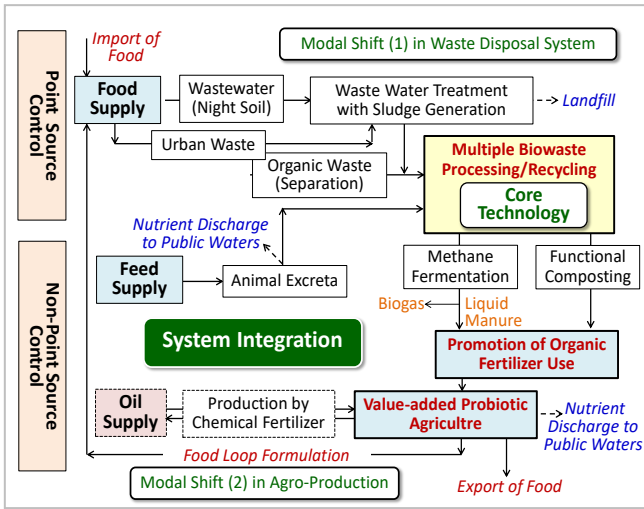 Import of
Food
Modal Shift (1) in Waste Disposal System
Point Source
Control
Food
Supply
Wastewater
(Night Soil)
Waste Water Treatment
with Sludge Generation
Landfill
Urban Waste
Organic Waste
(Separation)
Multiple Biowaste
Processing/Recycling
Core
Technology
Nutrient Discharge
to Public Waters
Non-Point Source
Control
Feed
Supply
Animal Excreta
Methane
Fermentation
Functional
Composting
Biogas
Liquid
Manure
System Integration
Promotion of Organic
Fertilizer Use
Oil
Supply
Production by
Chemical Fertilizer
Value-added Probiotic
Agricultre
Nutrient
Discharge to
Public Waters
Food Loop Formulation
Modal Shift (2) in Agro-Production
Export of Food